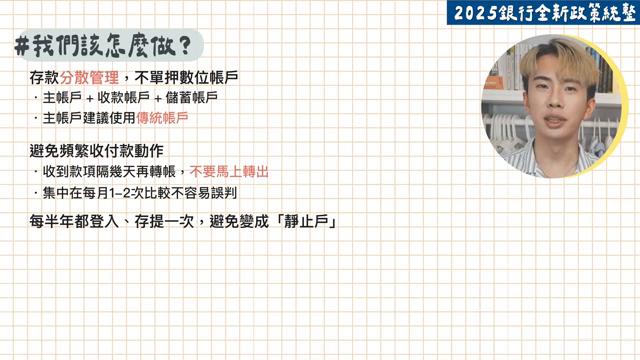 2025銀行全新政策統整
#我們該怎麼做？
存款分散管理，不單押數位帳戶
．主帳戶 + 收款帳戶 + 儲蓄帳戶
．主帳戶建議使用傳統帳戶
避免頻繁收付款動作
．收到款項隔幾天再轉帳，不要馬上轉出
．集中在每月1-2次比較不容易誤判
每半年都登入、存提一次，避免變成「靜止戶」